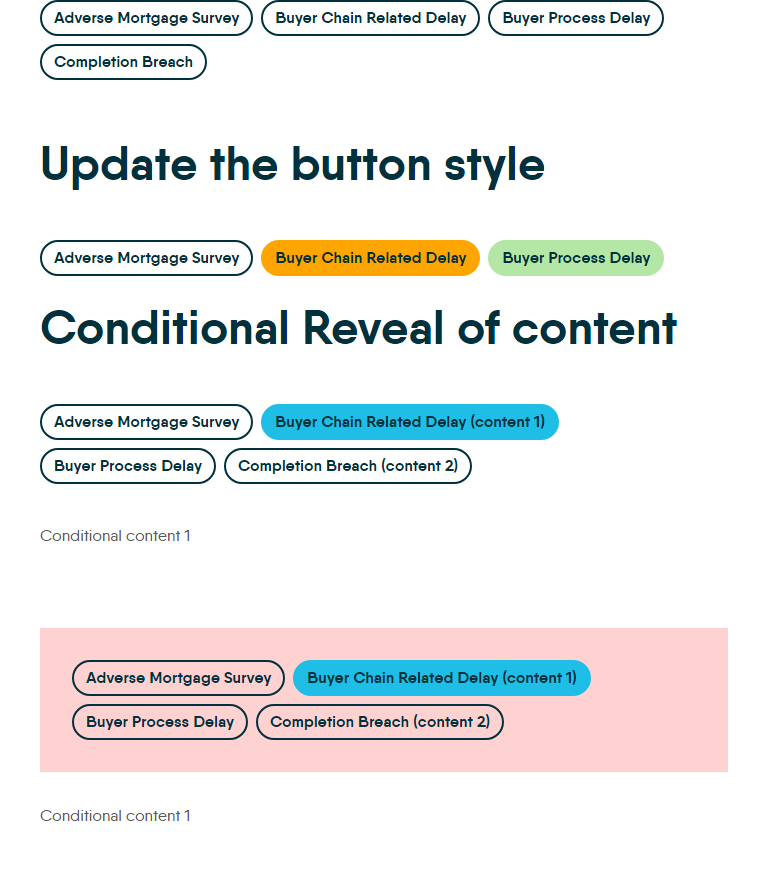 Adverse Mortgage Survey Buyer Chain Related Delay Buyer Process Delay
Completion Breach
Update the button style
Adverse Mortgage Survey Buyer Chain Related Delay Buyer Process Delay
Conditional Reveal of content
Adverse Mortgage Survey Buyer Chain Related Delay (content 1)
Buyer Process Delay Completion Breach (content 2)
Conditional content 1
Adverse Mortgage Survey Buyer Chain Related Delay (content 1)
Buyer Process Delay Completion Breach (content 2)
Conditional content 1